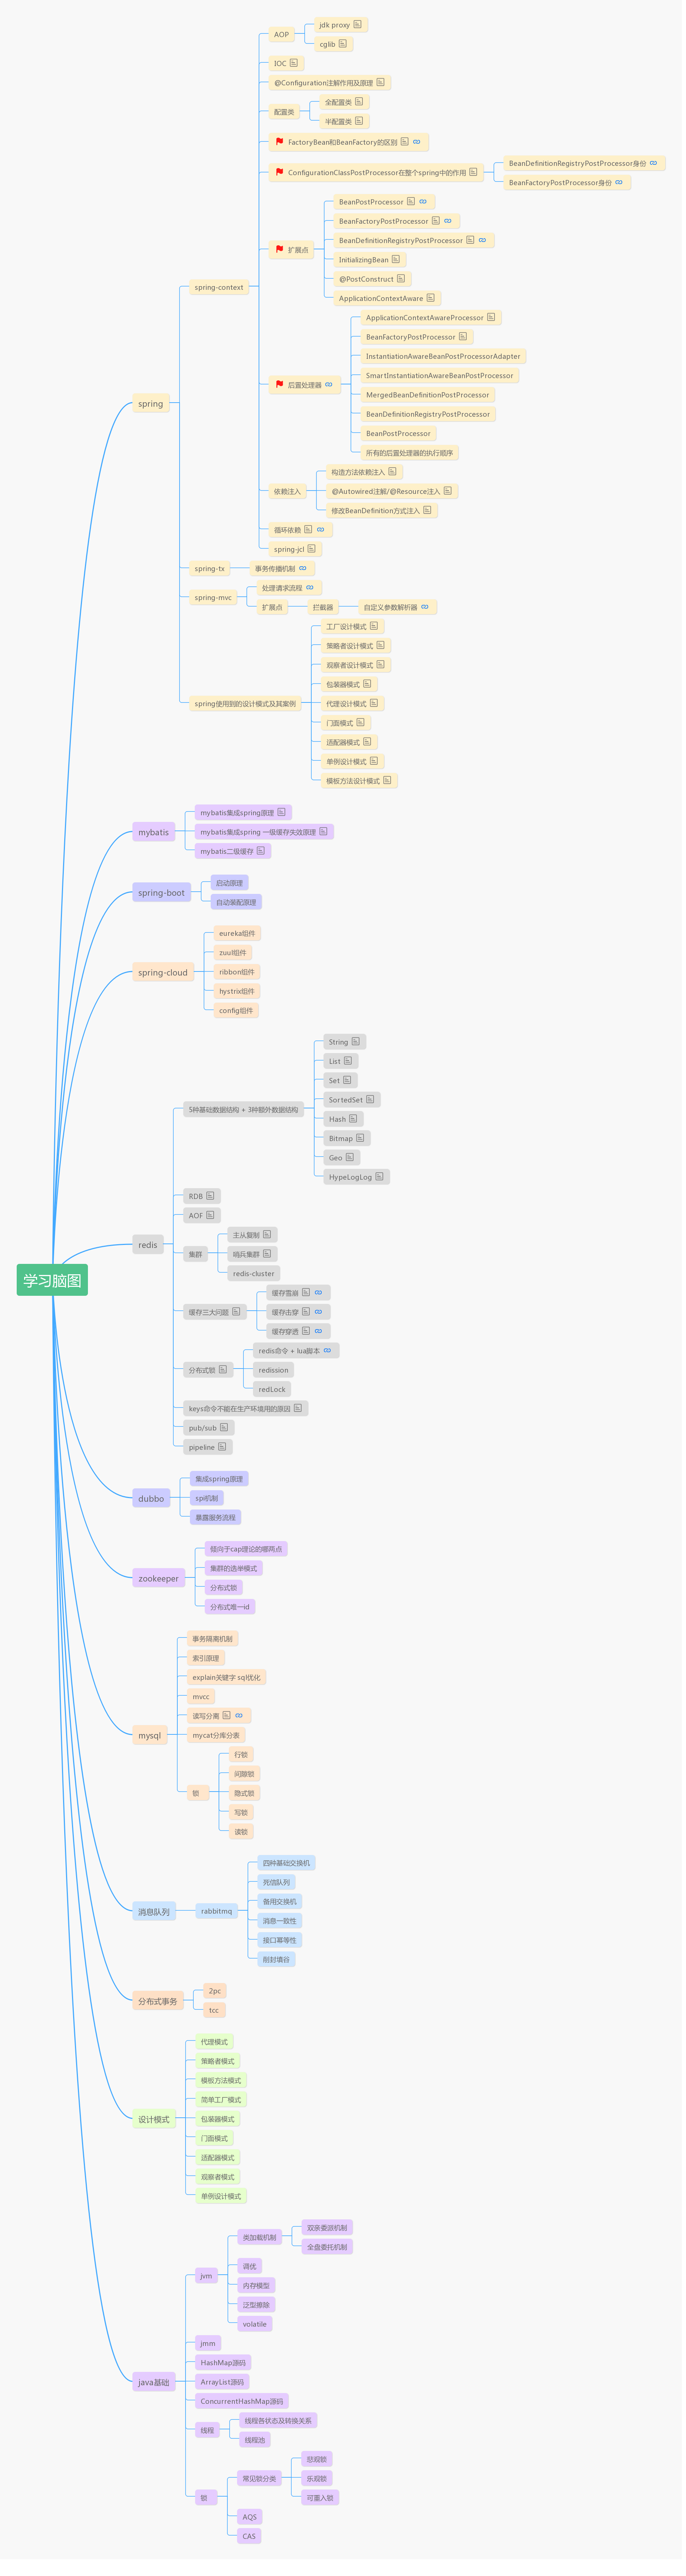 学习脑图
spring
spring-context
AOP
jdk proxy
cglib
IOC
@Configuration注解作用及原理
配置类
全配置类
半配置类
FactoryBean和BeanFactory的区别
ConfigurationClassPostProcessor在整个spring中的作用
BeanDefinitionRegistryPostProcessor身份
BeanFactoryPostProcessor身份
扩展点
BeanPostProcessor
BeanFactoryPostProcessor
BeanDefinitionRegistryPostProcessor
InitializingBean
@PostConstruct
ApplicationContextAware
后置处理器
ApplicationContextAwareProcessor
BeanFactoryPostProcessor
InstantiationAwareBeanPostProcessorAdapter
SmartInstantiationAwareBeanPostProcessor
MergedBeanDefinitionPostProcessor
BeanDefinitionRegistryPostProcessor
BeanPostProcessor
所有的后置处理器的执行顺序
依赖注入
构造方法依赖注入
@Autowired注解/@Resource注入
修改BeanDefinition方式注入
循环依赖
spring-jcl
spring-tx
事务传播机制
spring-mvc
处理请求流程
扩展点
拦截器
自定义参数解析器
spring使用到的设计模式及其案例
工厂设计模式
策略者设计模式
观察者设计模式
包装器模式
代理设计模式
门面模式
适配器模式
单例设计模式
模板方法设计模式
mybatis
mybatis集成spring原理
mybatis集成spring 一级缓存失效原理
mybatis二级缓存
spring-boot
启动原理
自动装配原理
spring-cloud
eureka组件
zuul组件
ribbon组件
hystrix组件
config组件
redis
5种基础数据结构 + 3种额外数据结构
String
List
Set
SortedSet
Hash
Bitmap
Geo
HypeLogLog
RDB
AOF
集群
主从复制
哨兵集群
redis-cluster
缓存三大问题
缓存雪崩
缓存击穿
缓存穿透
分布式锁
redis命令 + lua脚本
redission
redLock
keys命令不能在生产环境用的原因
pub/sub
pipeline
dubbo
集成spring原理
spi机制
暴露服务流程
zookeeper
倾向于cap理论的哪两点
集群的选举模式
分布式锁
分布式唯一id
mysql
事务隔离机制
索引原理
explain关键字 sql优化
mvcc
读写分离
mycat分库分表
锁
行锁
间隙锁
隐式锁
写锁
读锁
消息队列
rabbitmq
四种基础交换机
死信队列
备用交换机
消息一致性
接口幂等性
削封填谷
分布式事务
2pc
tcc
设计模式
代理模式
策略者模式
模板方法模式
简单工厂模式
包装器模式
门面模式
适配器模式
观察者模式
单例设计模式
java基础
jvm
类加载机制
双亲委派机制
全盘委托机制
调优
内存模型
泛型擦除
volatile
jmm
HashMap源码
ArrayList源码
ConcurrentHashMap源码
线程
线程各状态及转换关系
线程池
锁
常见锁分类
悲观锁
乐观锁
可重入锁
AQS
CAS